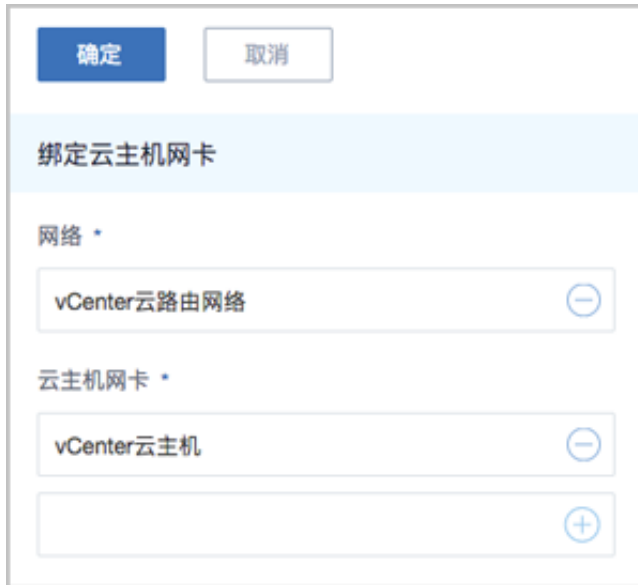 确定
取消
绑定云主机网卡
网络 *
vCenter云路由网络
云主机网卡 *
vCenter云主机